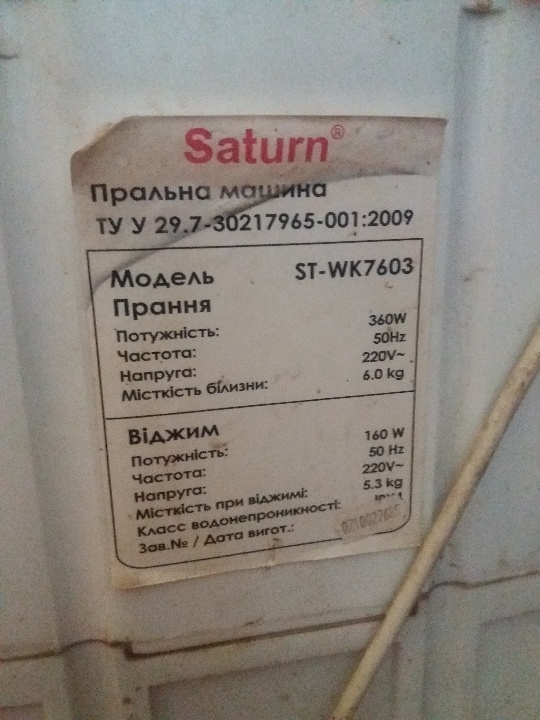 Saturn®
Пральна машина
ТУ У 29.7-30217965-001:2009
Модель ST-WK7603
Прання
Потужність: 360W
Частота: 50Hz
Напруга: 220V~
Місткість білизни: 6.0 kg
Віджим
Потужність: 160 W
Частота: 50 Hz
Напруга: 220V~
Місткість при віджимі: 5.3 kg
Класс водонепроникності:
Зав.№ / Дата вигот.: